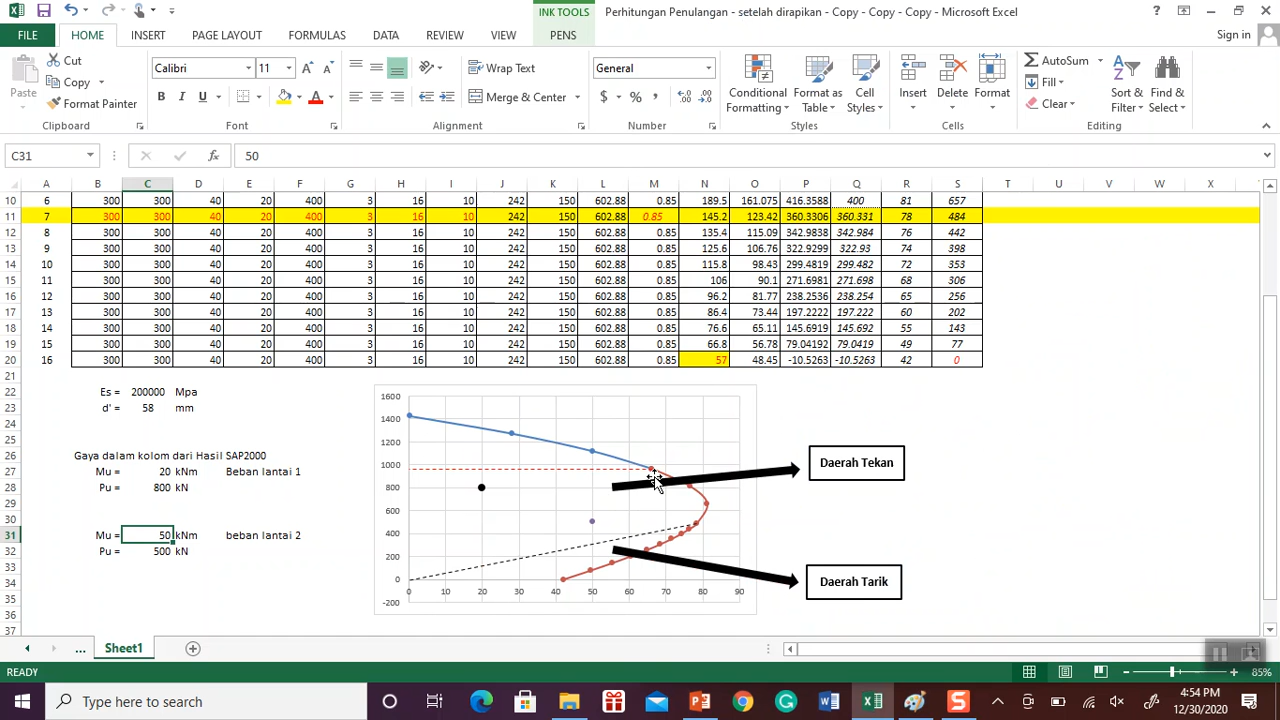 INK TOOLS
Perhitungan Penulangan - setelah dirapikan - Copy - Copy - Copy - Microsoft Excel
FILE HOME INSERT PAGE LAYOUT FORMULAS DATA REVIEW VIEW PENS Sign in
Cut
Copy
Format Painter
Paste
Calibri 11
Wrap Text
Merge & Center
General
Conditional Formatting
Format as Table
Cell Styles
Insert
Delete
Format
AutoSum
Fill
Clear
Sort & Filter
Find & Select
Clipboard Font Alignment Number Styles Cells Editing
C31 50
A B C D E F G H I J K L M N O P Q R S T U V W X
10 6 300 300 40 20 400 3 16 10 242 150 602.88 0.85 189.5 161.075 416.3588 400 81 657
11 7 300 300 40 20 400 3 16 10 242 150 602.88 0.85 145.2 123.42 360.3306 360.331 78 484
12 8 300 300 40 20 400 3 16 10 242 150 602.88 0.85 135.4 115.09 342.9838 342.984 76 442
13 9 300 300 40 20 400 3 16 10 242 150 602.88 0.85 125.6 106.76 322.9299 322.93 74 398
14 10 300 300 40 20 400 3 16 10 242 150 602.88 0.85 115.8 98.43 299.4819 299.482 72 353
15 11 300 300 40 20 400 3 16 10 242 150 602.88 0.85 106 90.1 271.6981 271.698 68 306
16 12 300 300 40 20 400 3 16 10 242 150 602.88 0.85 96.2 81.77 238.2536 238.254 65 256
17 13 300 300 40 20 400 3 16 10 242 150 602.88 0.85 86.4 73.44 197.2222 197.222 60 202
18 14 300 300 40 20 400 3 16 10 242 150 602.88 0.85 76.6 65.11 145.6919 145.692 55 143
19 15 300 300 40 20 400 3 16 10 242 150 602.88 0.85 66.8 56.78 79.04192 79.0419 49 77
20 16 300 300 40 20 400 3 16 10 242 150 602.88 0.85 57 48.45 -10.5263 -10.5263 42 0
21
22 Es = 200000 Mpa
23 d' = 58 mm
24
25
26 Gaya dalam kolom dari Hasil SAP2000
27 Mu = 20 kNm Beban lantai 1
28 Pu = 800 kN
29
30
31 Mu = 50 kNm beban lantai 2
32 Pu = 500 kN
33
34
35
36
37
1600
1400
1200
1000
800
600
400
200
0
-200
0 10 20 30 40 50 60 70 80 90
Daerah Tekan
Daerah Tarik
... Sheet1
READY 85%
Type here to search
4:54 PM
12/30/2020